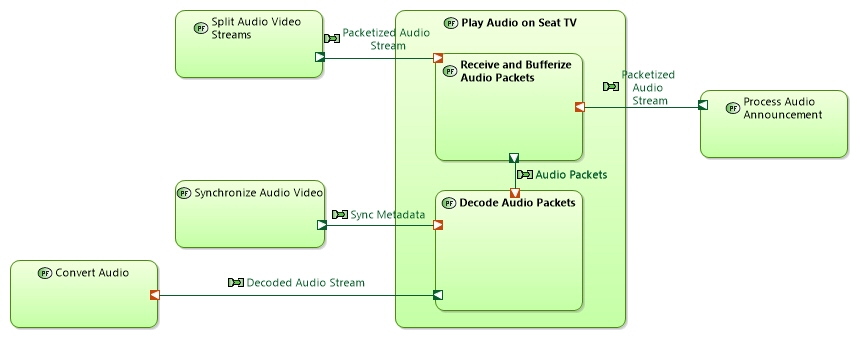 PF Split Audio Video
Streams
Packetized Audio
Stream
PF Play Audio on Seat TV
PF Receive and Bufferize
Audio Packets
Packetized
Audio
Stream
PF Process Audio
Announcement
Audio Packets
PF Synchronize Audio Video
Sync Metadata
PF Decode Audio Packets
PF Convert Audio
Decoded Audio Stream